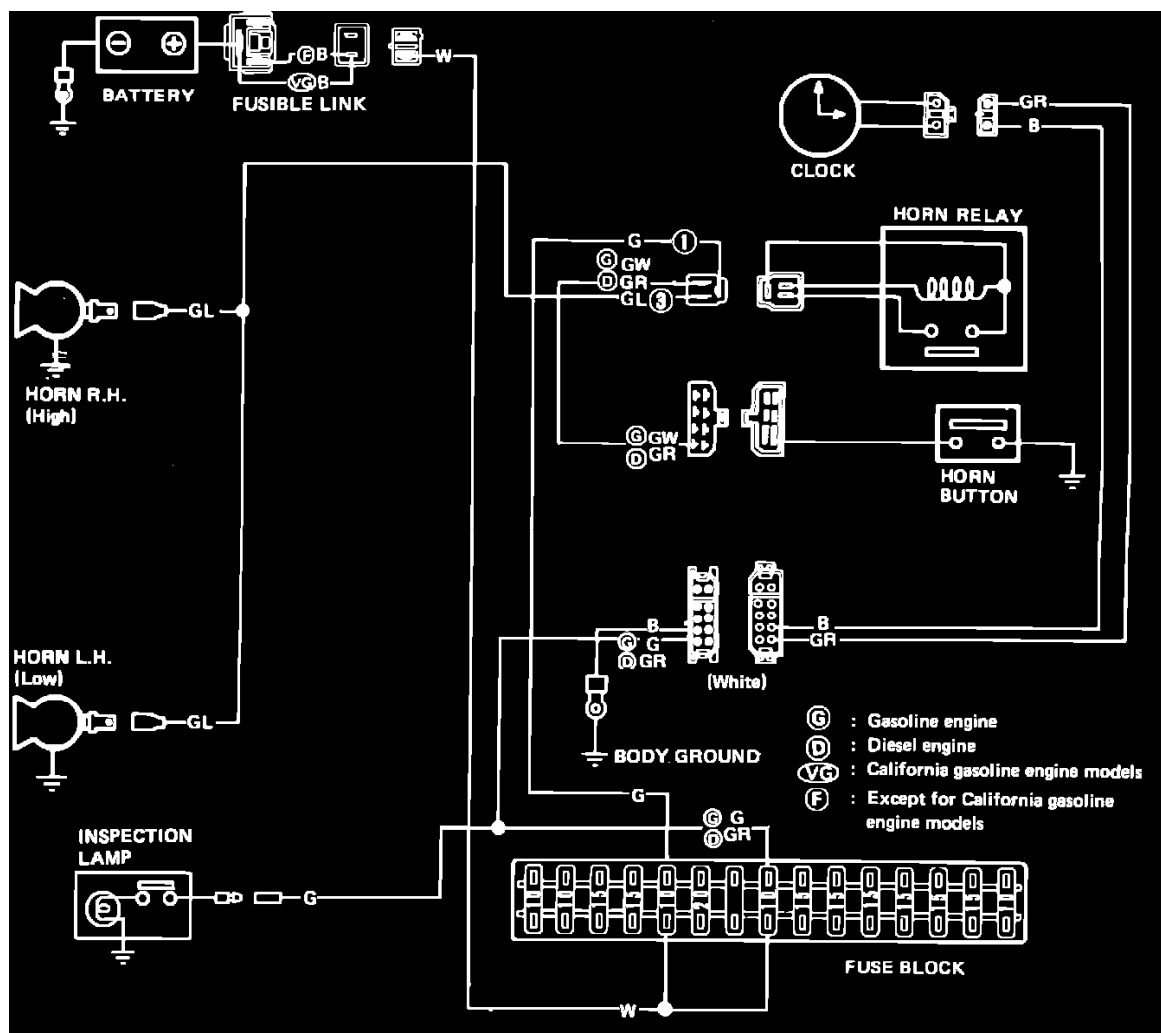 BATTERY
FUSIBLE LINK
F B
VG B
W
CLOCK
GR
B
HORN RELAY
G 1
G GW
D GR
GL 3
GL
HORN R.H.
(High)
G GW
D GR
HORN
BUTTON
B
G G
D GR
B
GR
(White)
HORN L.H.
(Low)
GL
BODY GROUND
G : Gasoline engine
D : Diesel engine
VG : California gasoline engine models
F : Except for California gasoline
engine models
G
G G
D GR
INSPECTION
LAMP
G
FUSE BLOCK
W